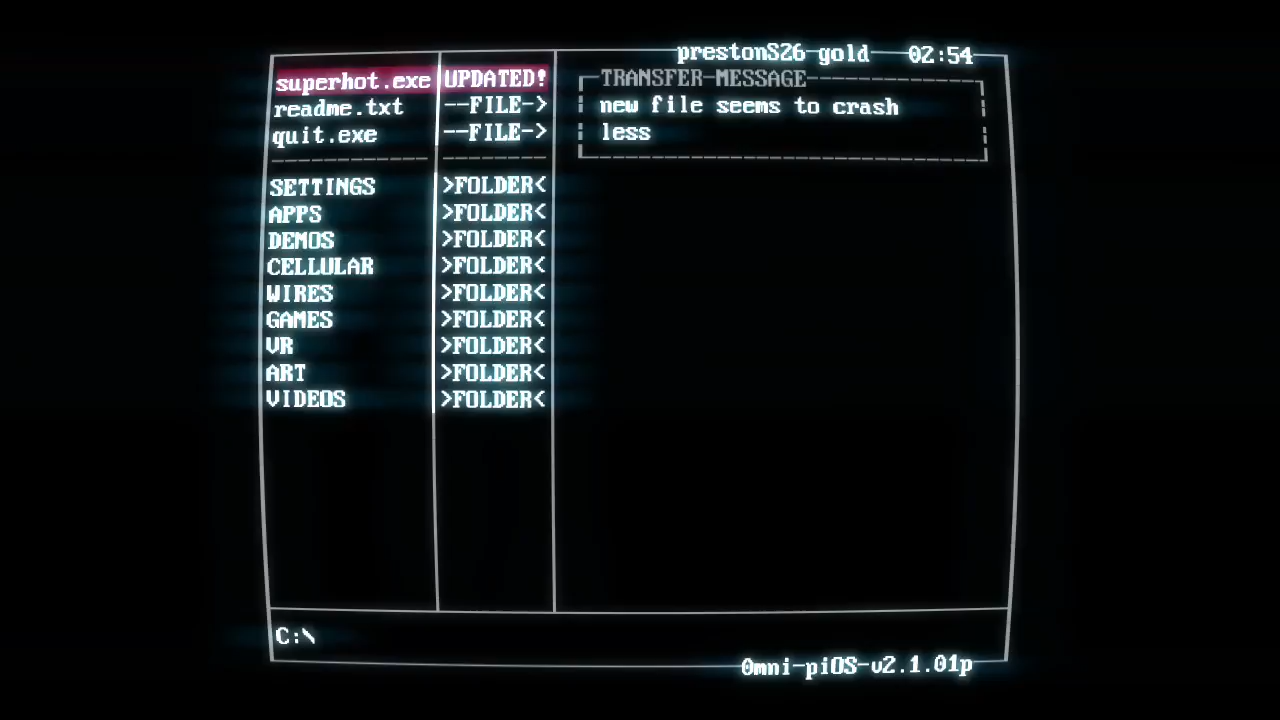 prestonS26 gold 02:54
superhot.exe UPDATED!
readme.txt --FILE->
quit.exe --FILE->
SETTINGS >FOLDER<
APPS >FOLDER<
DEMOS >FOLDER<
CELLULAR >FOLDER<
WIRES >FOLDER<
GAMES >FOLDER<
VR >FOLDER<
ART >FOLDER<
VIDEOS >FOLDER<
TRANSFER-MESSAGE
new file seems to crash
less
C:\
0mni-piOS-v2.1.01p